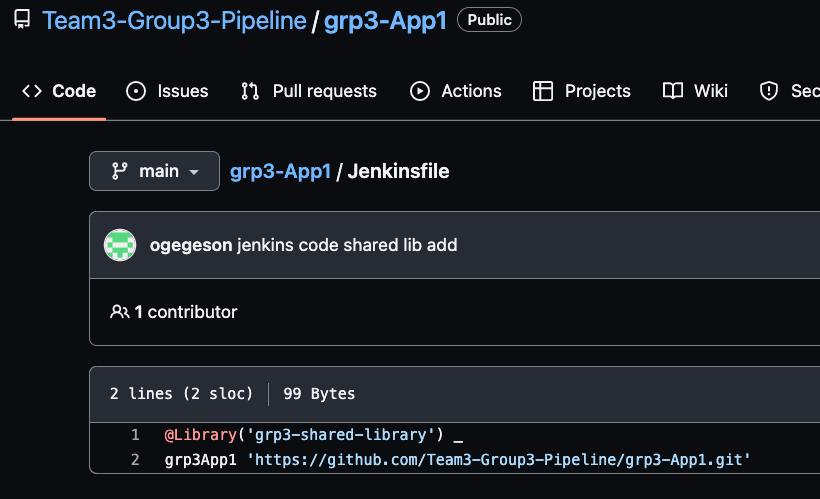 Team3-Group3-Pipeline / grp3-App1 Public
Code Issues Pull requests Actions Projects Wiki Sec
main grp3-App1 / Jenkinsfile
ogegeson jenkins code shared lib add
1 contributor
2 lines (2 sloc) 99 Bytes
1 @Library('grp3-shared-library') _
2 grp3App1 'https://github.com/Team3-Group3-Pipeline/grp3-App1.git'